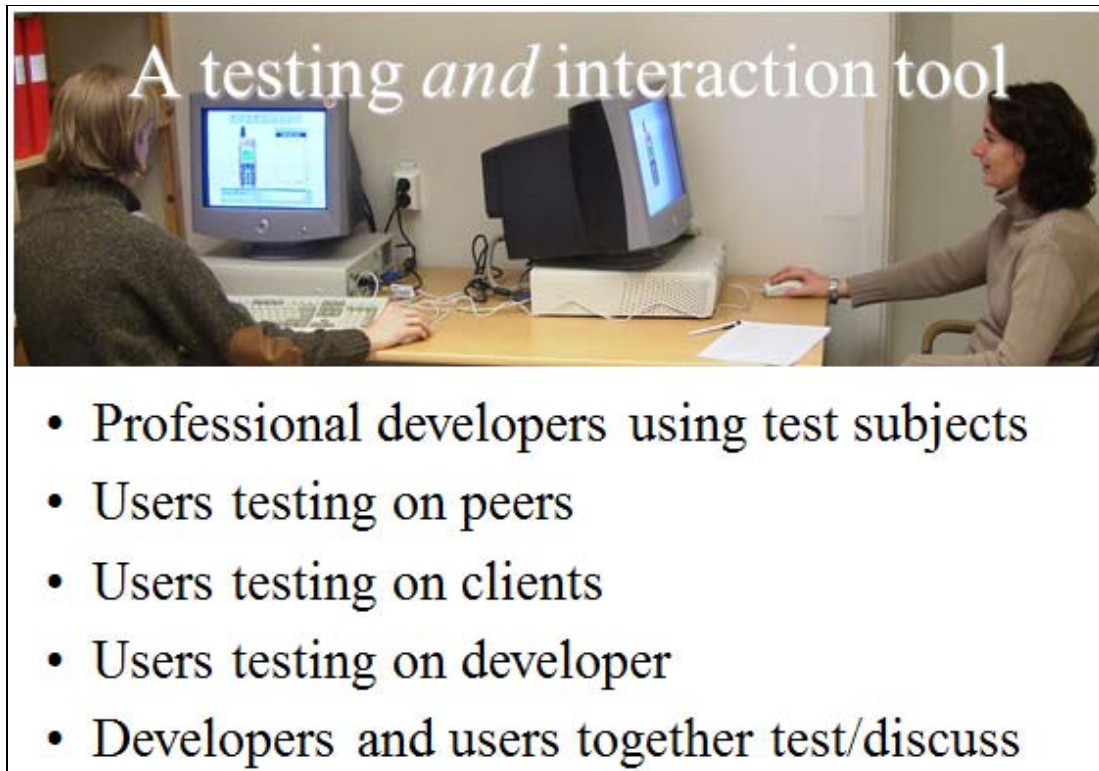 A testing and interaction tool
• Professional developers using test subjects
• Users testing on peers
• Users testing on clients
• Users testing on developer
• Developers and users together test/discuss